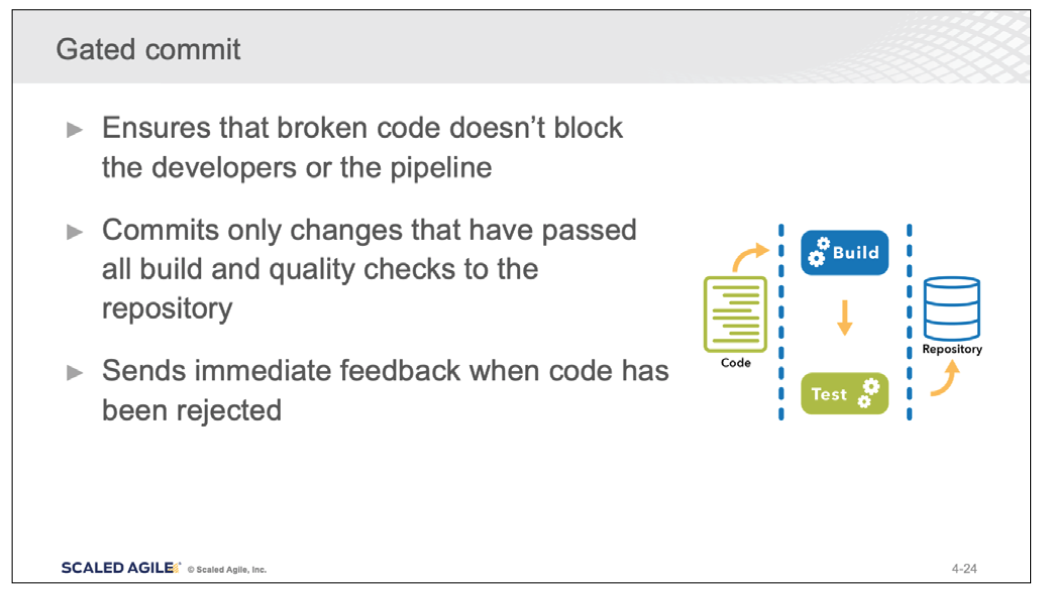 Gated commit
► Ensures that broken code doesn't block
the developers or the pipeline
► Commits only changes that have passed
all build and quality checks to the
repository
► Sends immediate feedback when code has
been rejected
Build
Code
Repository
Test
SCALED AGILE © Scaled Agile, Inc.
4-24